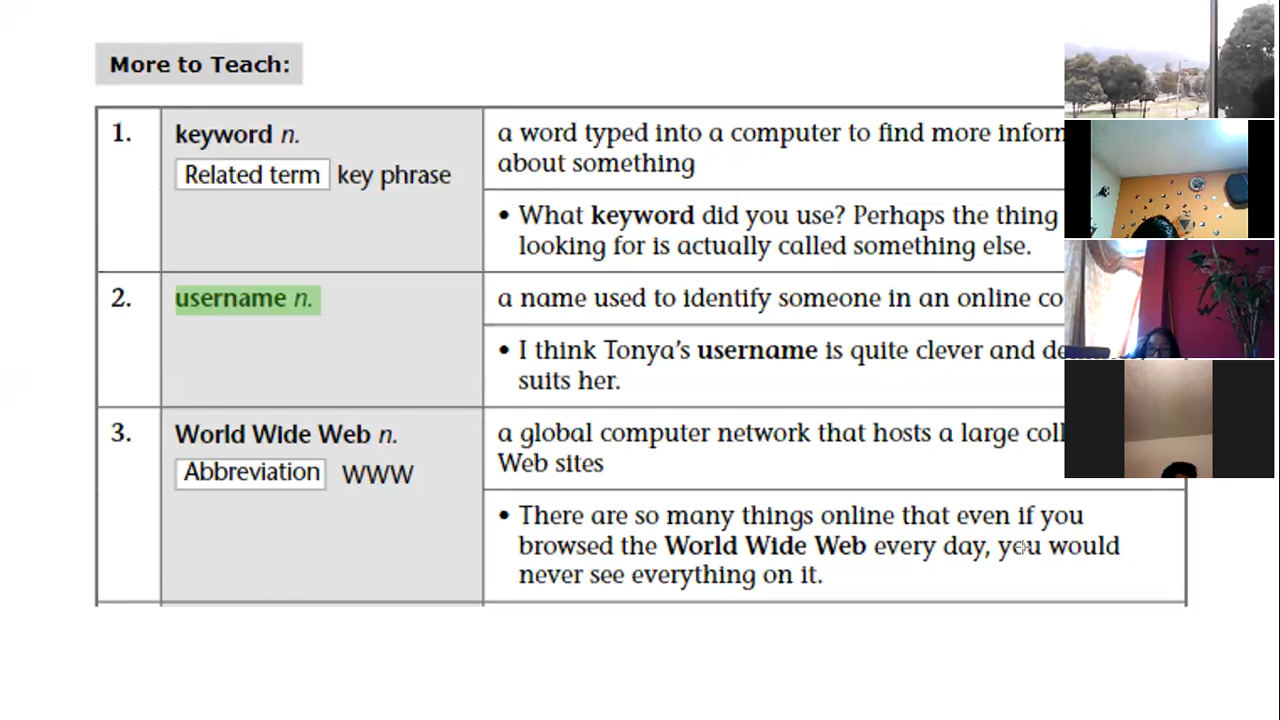 More to Teach:
1. keyword n. a word typed into a computer to find more
Related term key phrase about something
• What keyword did you use? Perhaps the thing
looking for is actually called something else.
2. username n. a name used to identify someone in an online
• I think Tonya's username is quite clever and
suits her.
3. World Wide Web n. a global computer network that hosts a large
Abbreviation WWW Web sites
• There are so many things online that even if you
browsed the World Wide Web every day, you would
never see everything on it.